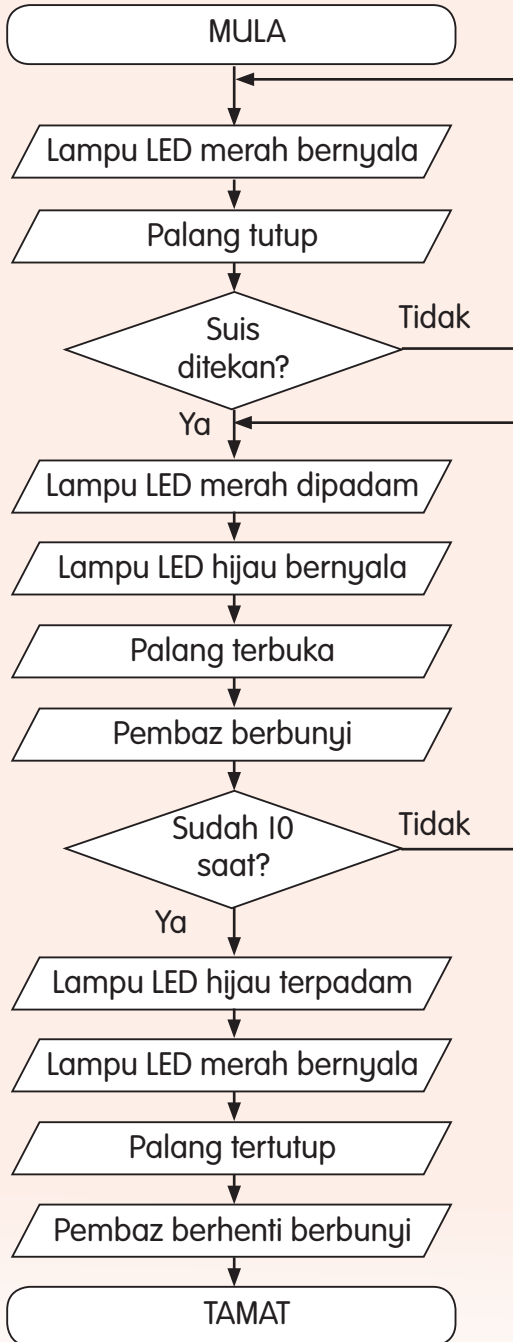 MULA
Lampu LED merah bernyala
Palang tutup
Suis
ditekan?
Tidak
Ya
Lampu LED merah dipadam
Lampu LED hijau bernyala
Palang terbuka
Pembaz berbunyi
Sudah 10
saat?
Tidak
Ya
Lampu LED hijau terpadam
Lampu LED merah bernyala
Palang tertutup
Pembaz berhenti berbunyi
TAMAT